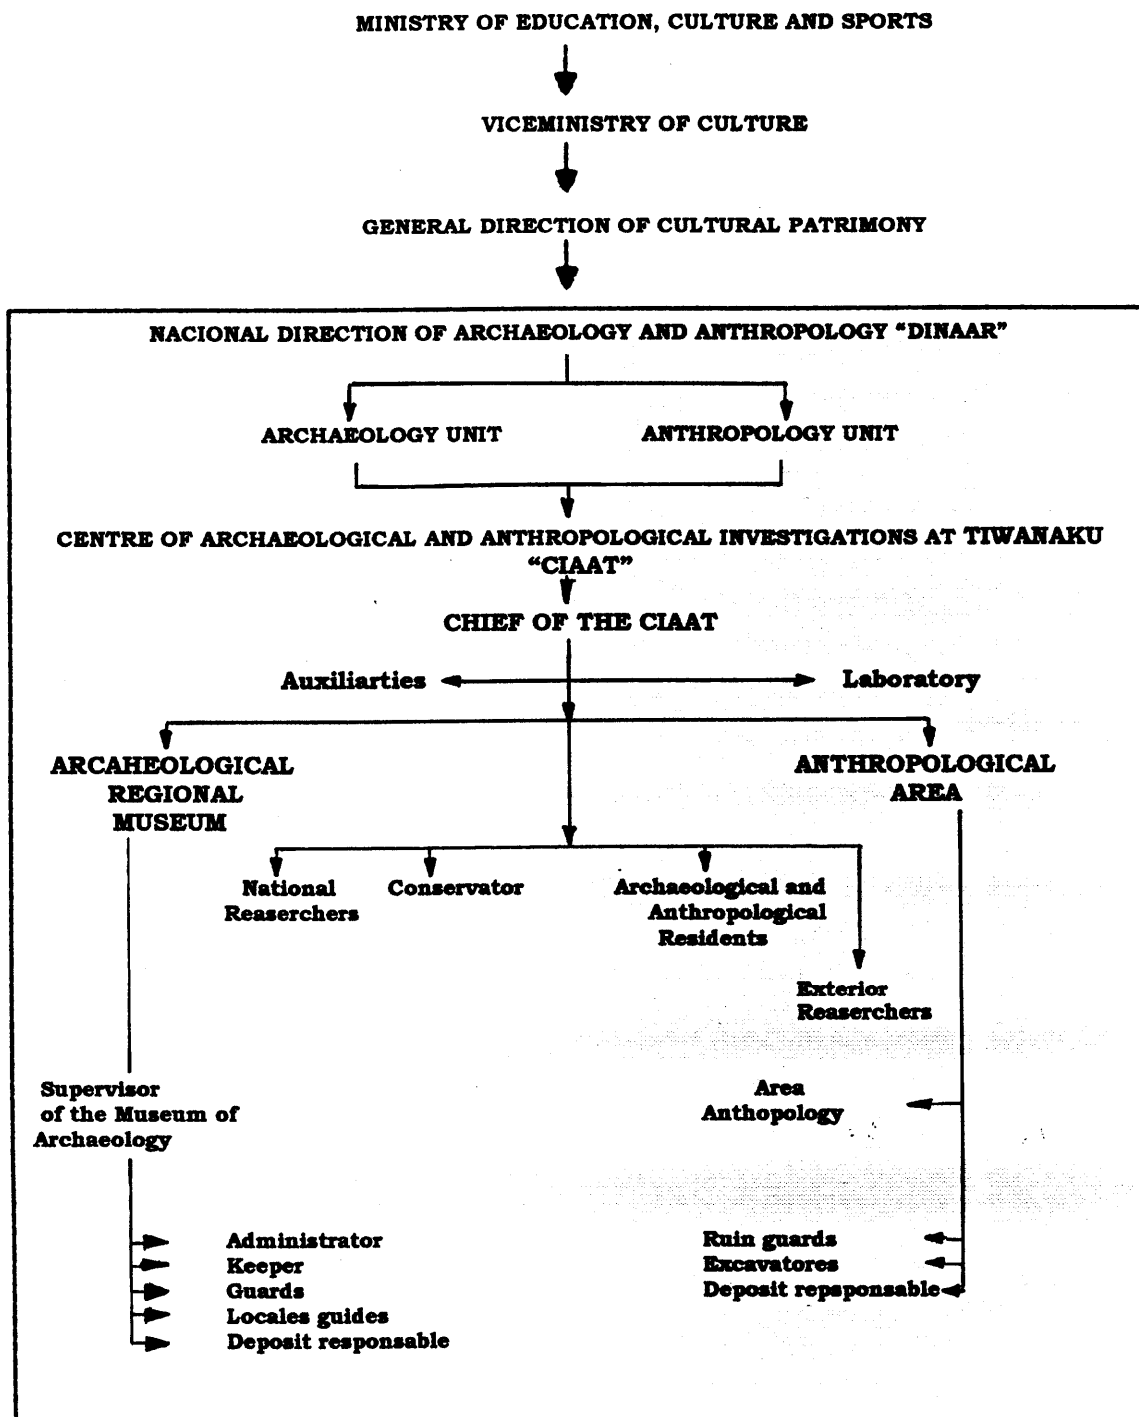 MINISTRY OF EDUCATION, CULTURE AND SPORTS
VICEMINISTRY OF CULTURE
GENERAL DIRECTION OF CULTURAL PATRIMONY
NACIONAL DIRECTION OF ARCHAEOLOGY AND ANTHROPOLOGY “DINAAR”
ARCHAEOLOGY UNIT
ANTHROPOLOGY UNIT
CENTRE OF ARCHAEOLOGICAL AND ANTHROPOLOGICAL INVESTIGATIONS AT TIWANAKU
“CIAAT”
CHIEF OF THE CIAAT
Auxiliarties
Laboratory
ARCAHEOLOGICAL
REGIONAL
MUSEUM
ANTHROPOLOGICAL
AREA
National
Reaserchers
Conservator
Archaeological and
Anthropological
Residents
Exterior
Reaserchers
Supervisor
of the Museum of
Archaeology
Area
Anthopology
Administrator
Keeper
Guards
Locales guides
Deposit responsable
Ruin guards
Excavatores
Deposit repsponsable